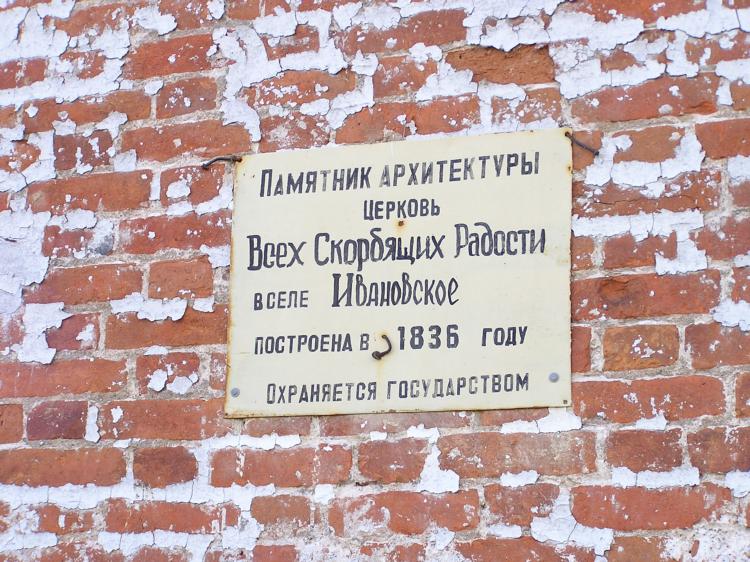 Памятник архитектуры
церковь
Всех Скорбящих Радости
в селе Ивановское
построена в 1836 году
Охраняется государством